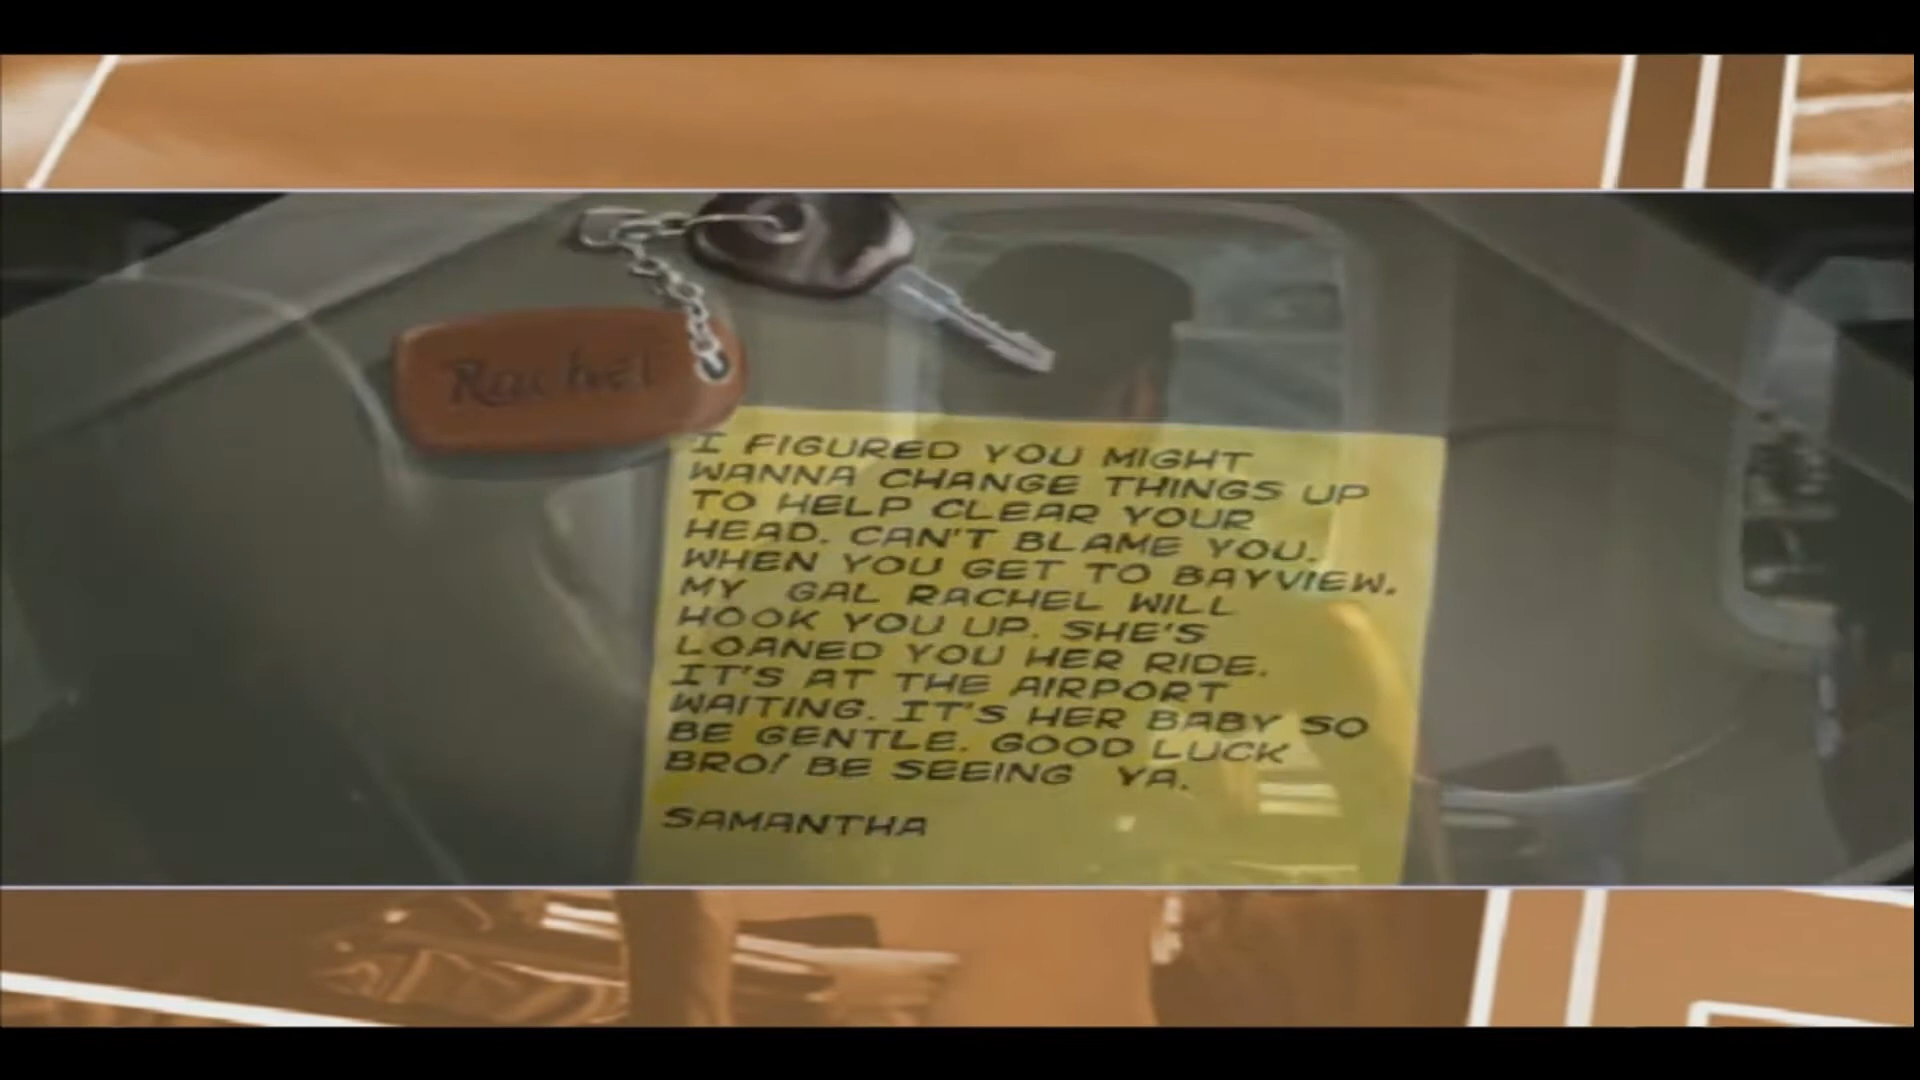 Rachel
I FIGURED YOU MIGHT
WANNA CHANGE THINGS UP
TO HELP CLEAR YOUR
HEAD. CAN'T BLAME YOU.
WHEN YOU GET TO BAYVIEW.
MY GAL RACHEL WILL
HOOK YOU UP. SHE'S
LOANED YOU HER RIDE.
IT'S AT THE AIRPORT
WAITING. IT'S HER BABY SO
BE GENTLE. GOOD LUCK
BRO! BE SEEING YA.
SAMANTHA